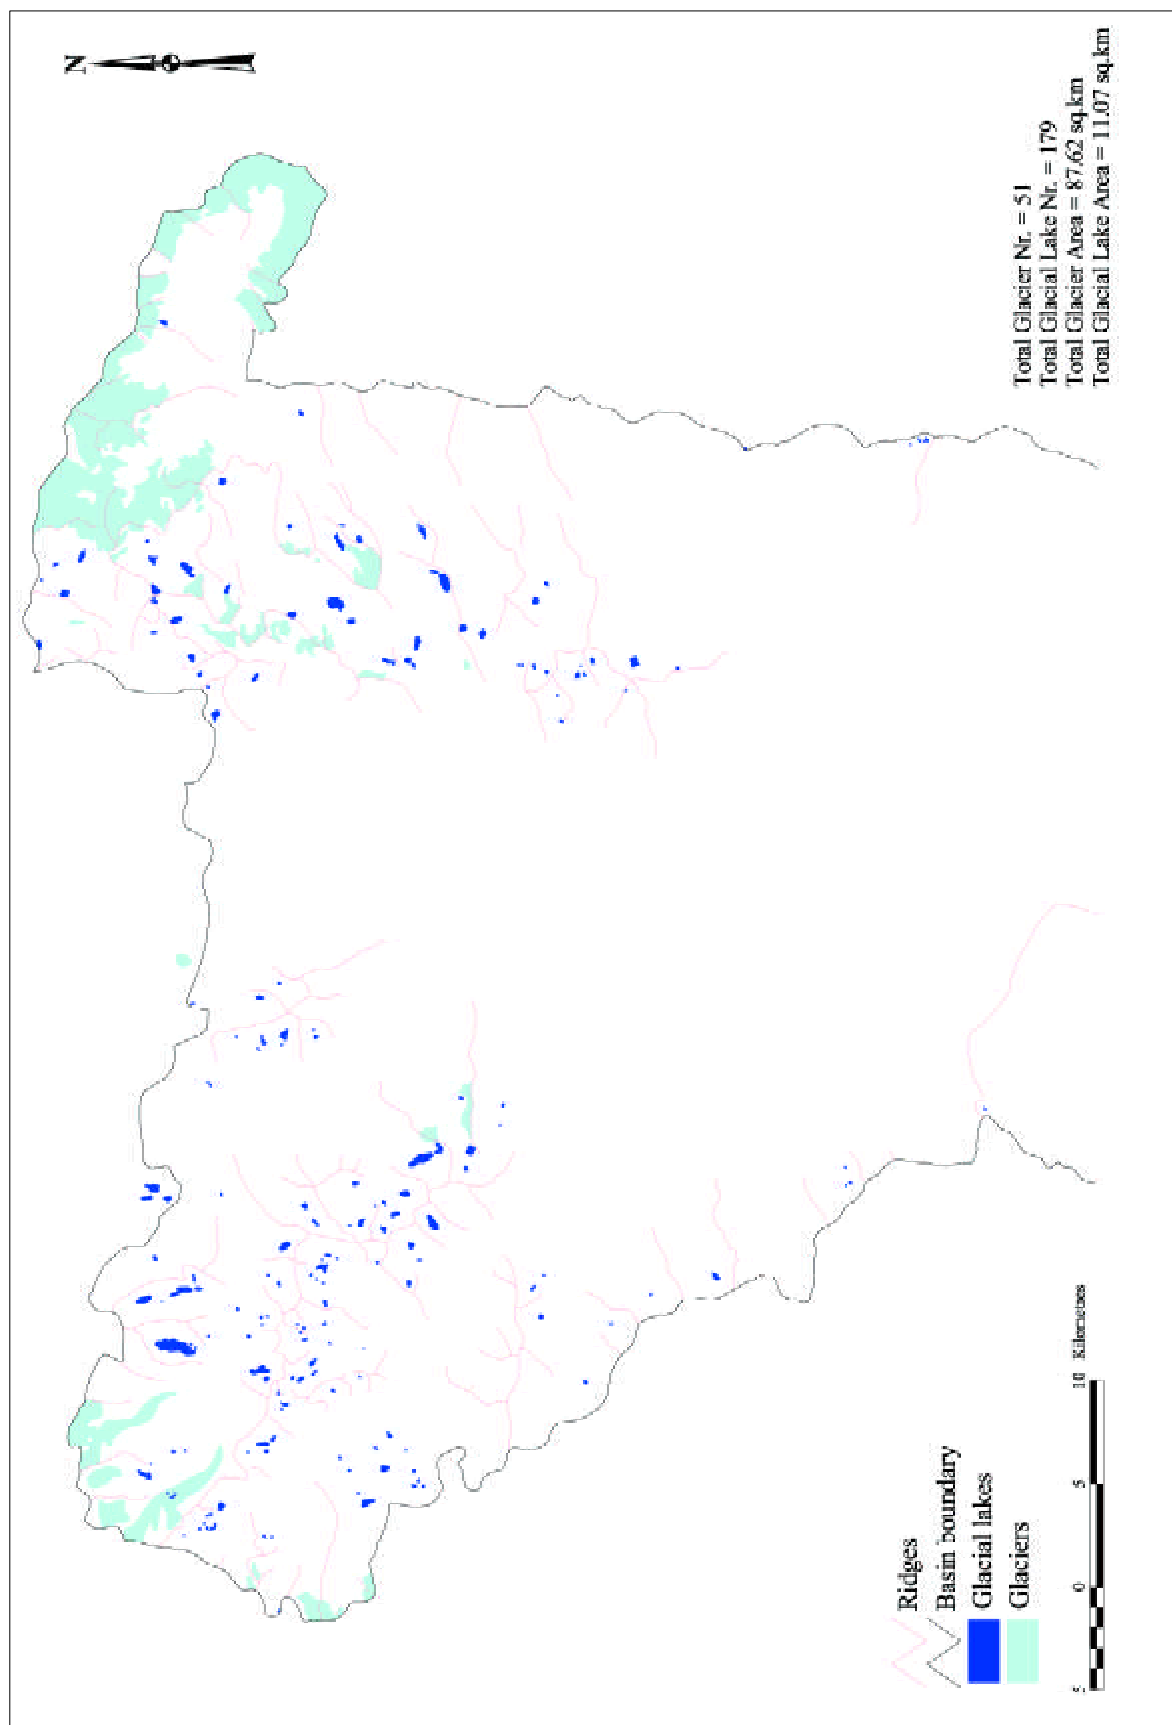 N
Total Glacier Nr. = 51
Total Glacial Lake Nr. = 179
Total Glacier Area = 87.62 sq.km
Total Glacial Lake Area = 11.07 sq.km
Ridges
Basin boundary
Glacial lakes
Glaciers
5 0 5 10 Kilometres